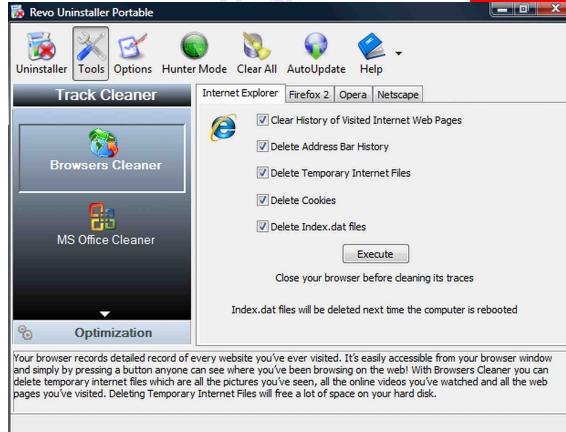 Revo Uninstaller Portable
Uninstaller Tools Options Hunter Mode Clear All AutoUpdate Help
Track Cleaner
Internet Explorer Firefox 2 Opera Netscape
Clear History of Visited Internet Web Pages
Delete Address Bar History
Browsers Cleaner
Delete Temporary Internet Files
Delete Cookies
MS Office Cleaner
Delete Index.dat files
Execute
Close your browser before cleaning its traces
Index.dat files will be deleted next time the computer is rebooted
Optimization
Your browser records detailed record of every website you've ever visited. It's easily accessible from your browser window
and simply by pressing a button anyone can see where you've been browsing on the web! With Browsers Cleaner you can
delete temporary internet files which are all the pictures you've seen, all the online videos you've watched and all the web
pages you've visited. Deleting Temporary Internet Files will free a lot of space on your hard disk.